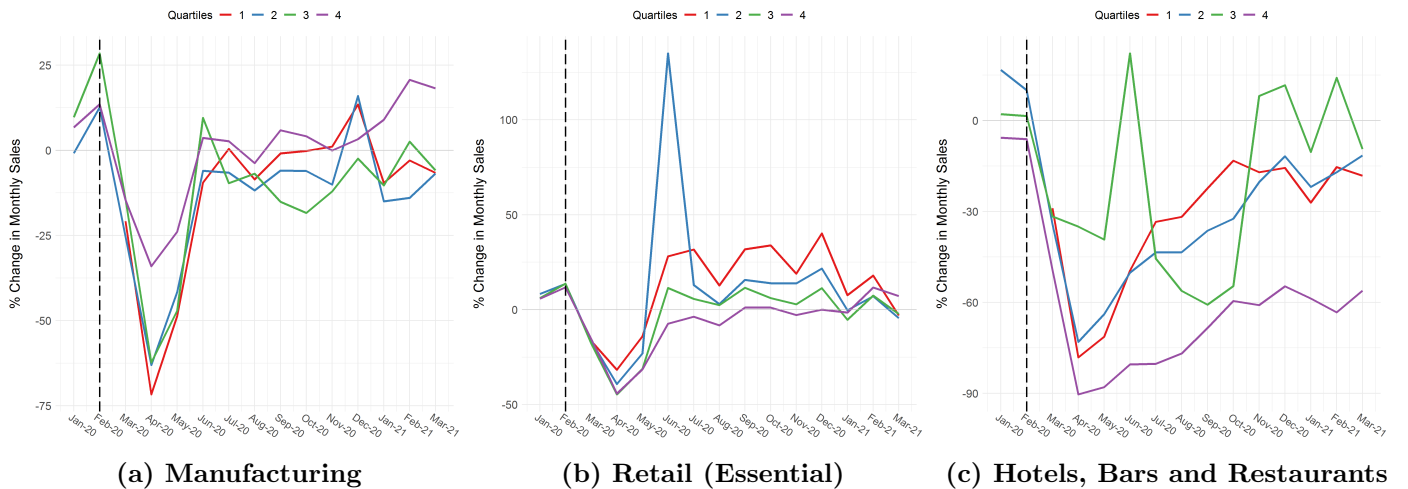 Quartiles 1 2 3 4
% Change in Monthly Sales
25
0
-25
-50
-75
Jan-20 Feb-20 Mar-20 Apr-20 May-20 Jun-20 Jul-20 Aug-20 Sep-20 Oct-20 Nov-20 Dec-20 Jan-21 Feb-21 Mar-21
(a) Manufacturing
Quartiles 1 2 3 4
% Change in Monthly Sales
100
50
0
-50
Jan-20 Feb-20 Mar-20 Apr-20 May-20 Jun-20 Jul-20 Aug-20 Sep-20 Oct-20 Nov-20 Dec-20 Jan-21 Feb-21 Mar-21
(b) Retail (Essential)
Quartiles 1 2 3 4
% Change in Monthly Sales
0
-30
-60
-90
Jan-20 Feb-20 Mar-20 Apr-20 May-20 Jun-20 Jul-20 Aug-20 Sep-20 Oct-20 Nov-20 Dec-20 Jan-21 Feb-21 Mar-21
(c) Hotels, Bars and Restaurants